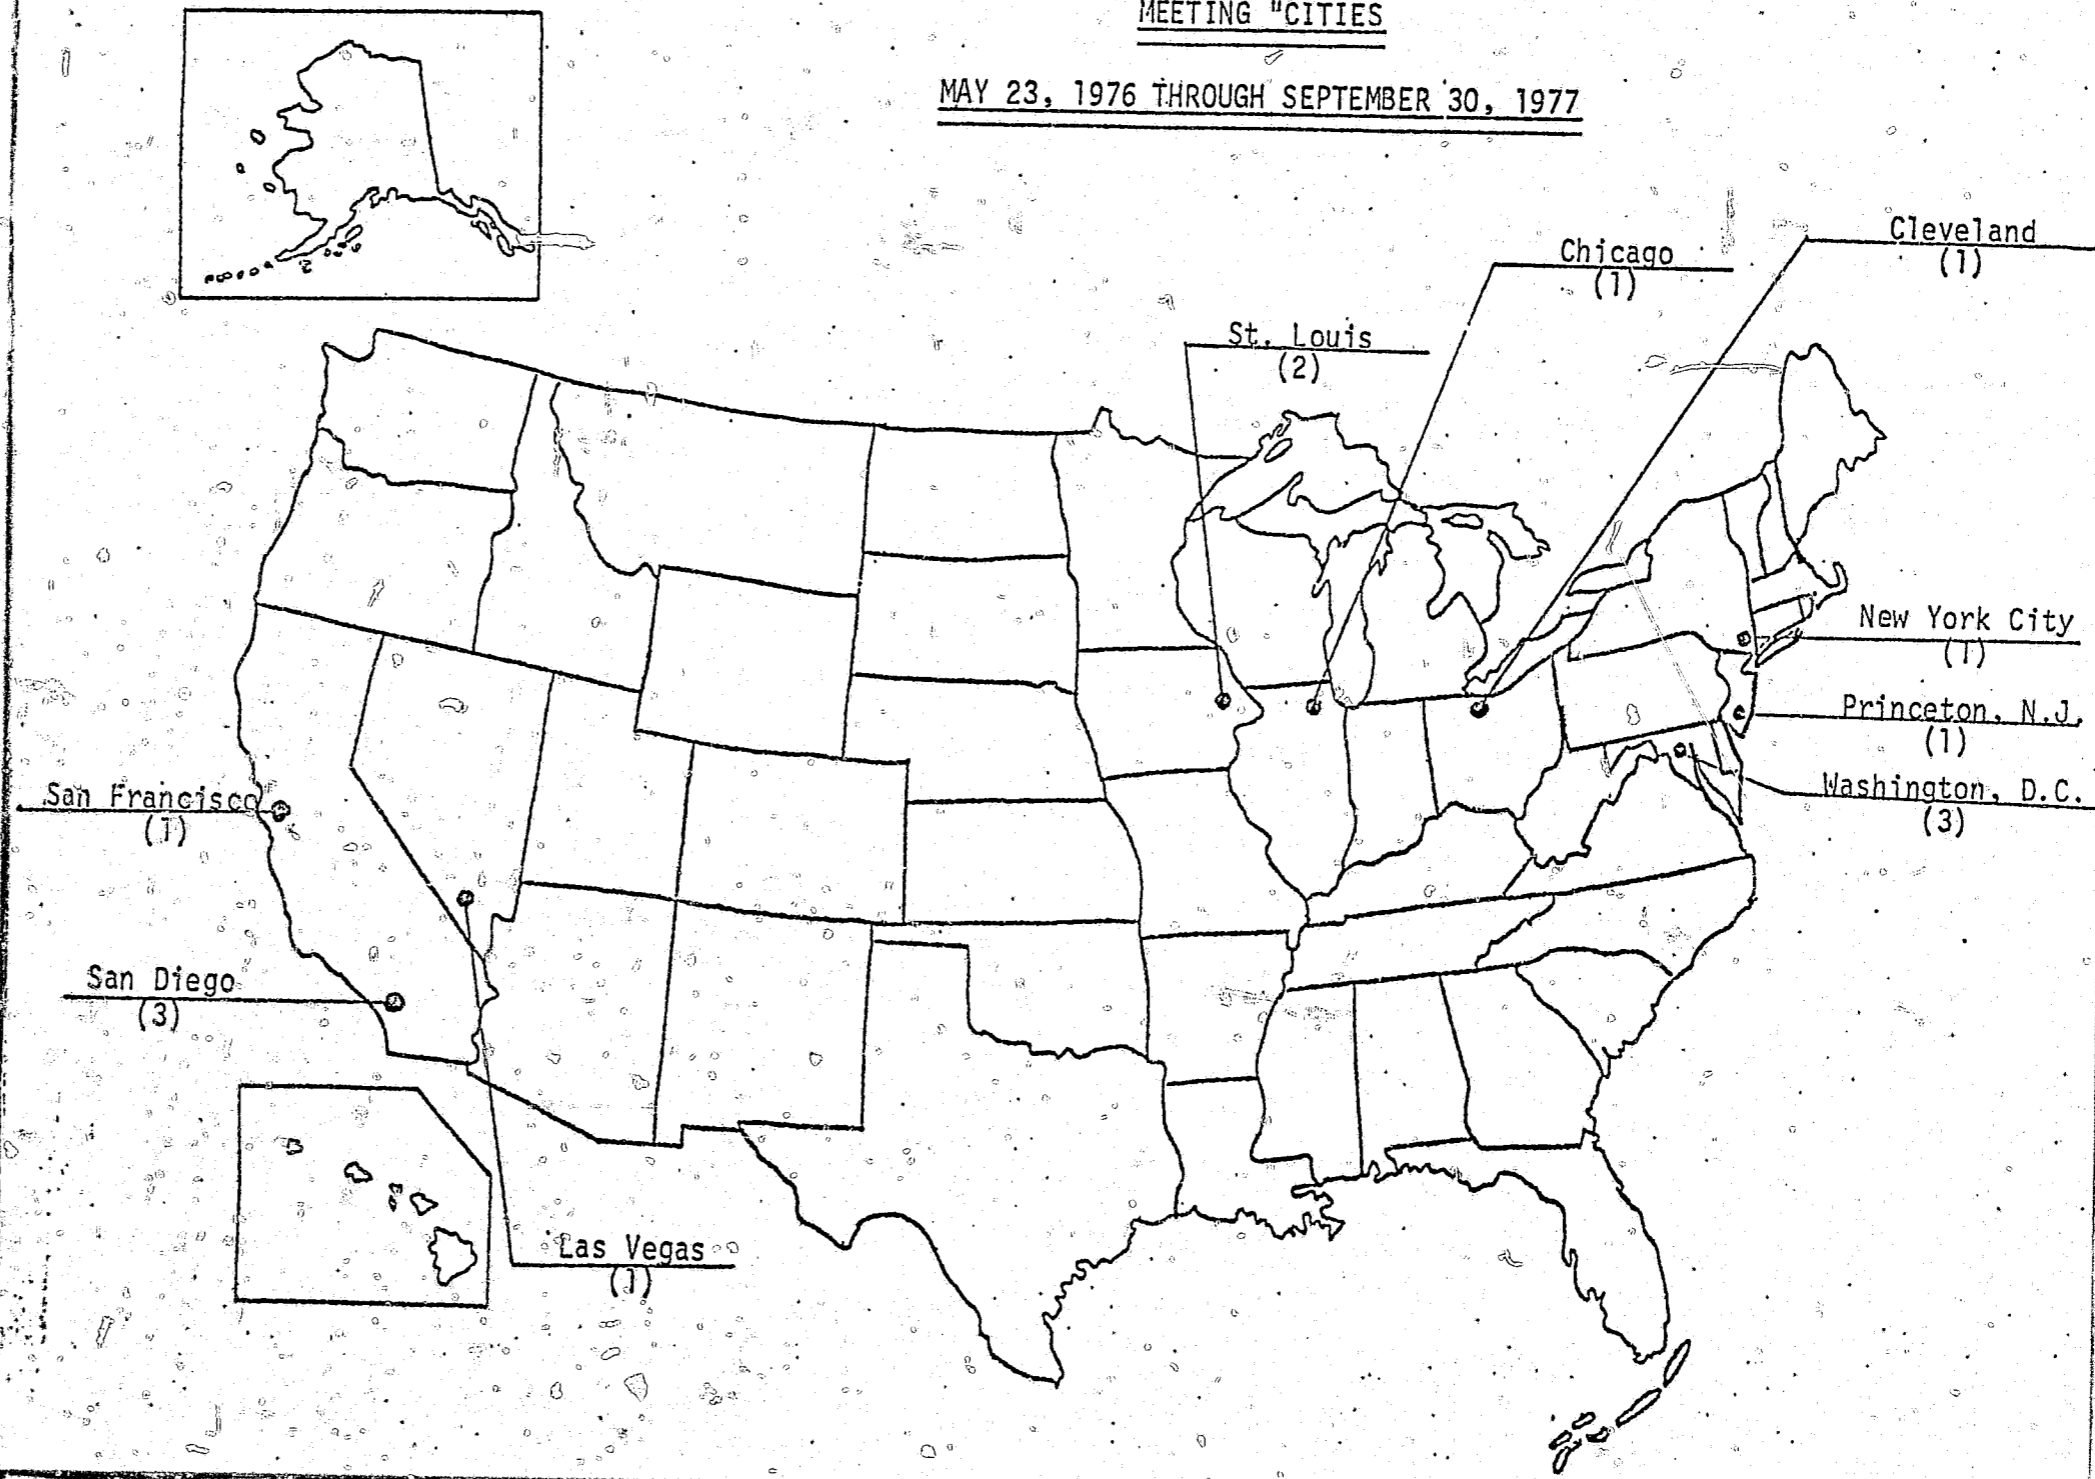 MEETING "CITIES
MAY 23, 1976 THROUGH SEPTEMBER 30, 1977
Cleveland
(1)
Chicago
(1)
St. Louis
(2)
New York City
(1)
Princeton, N.J.
(1)
Washington, D.C.
(3)
San Francisco
(1)
San Diego
(3)
Las Vegas
(1)